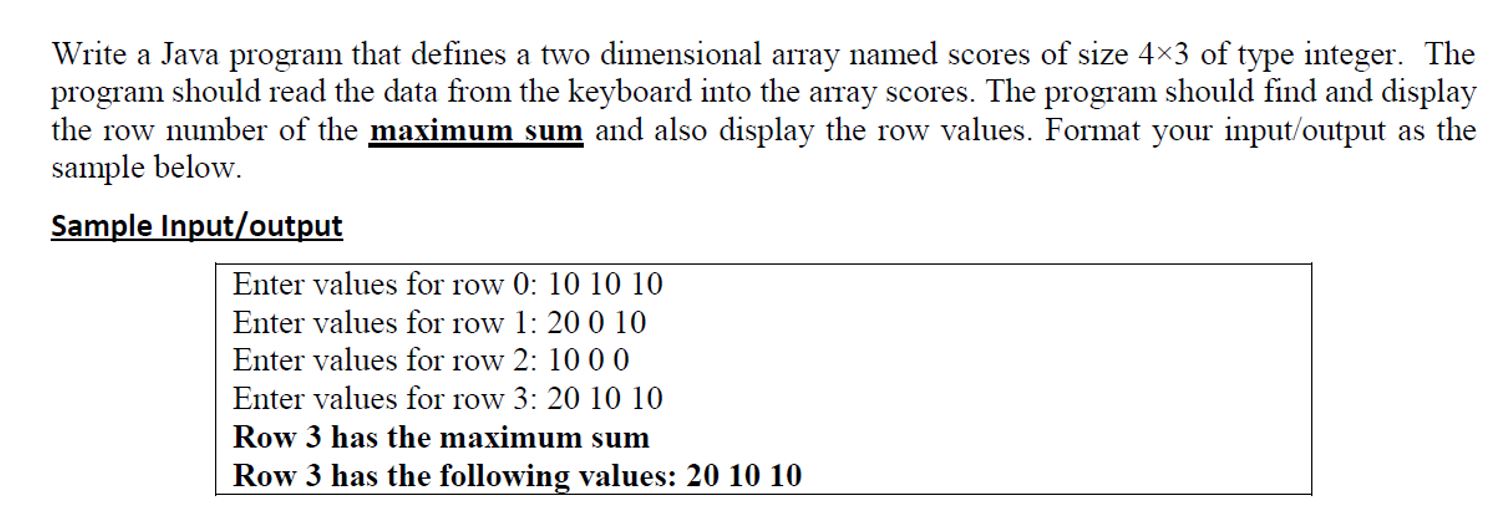 Write a Java program that defines a two dimensional array named scores of size 4×3 of type integer. The
program should read the data from the keyboard into the array scores. The program should find and display
the row number of the maximum sum and also display the row values. Format your input/output as the
sample below.
Sample Input/output
Enter values for row 0: 10 10 10
Enter values for row 1: 20 0 10
Enter values for row 2: 10 0 0
Enter values for row 3: 20 10 10
Row 3 has the maximum sum
Row 3 has the following values: 20 10 10